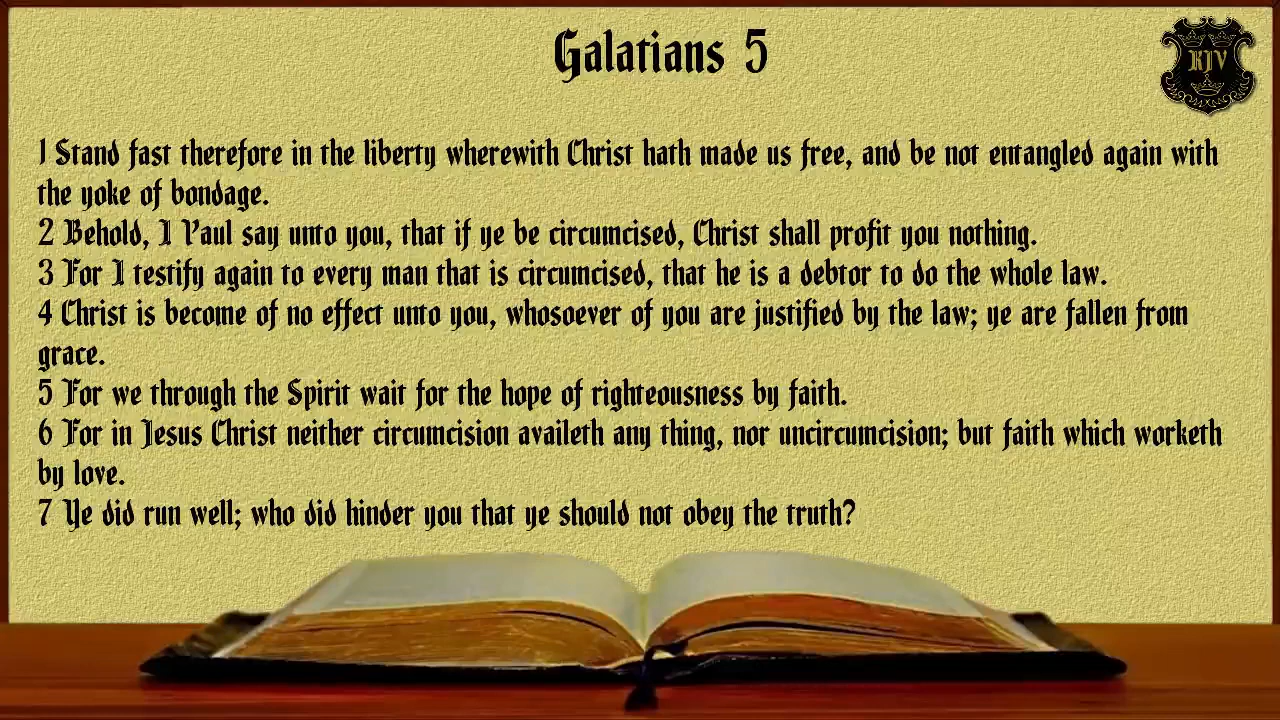 Galatians 5
KJV
1 Stand fast therefore in the liberty wherewith Christ hath made us free, and be not entangled again with
the yoke of bondage.
2 Behold, I Paul say unto you, that if ye be circumcised, Christ shall profit you nothing.
3 For I testify again to every man that is circumcised, that he is a debtor to do the whole law.
4 Christ is become of no effect unto you, whosoever of you are justified by the law; ye are fallen from
grace.
5 For we through the Spirit wait for the hope of righteousness by faith.
6 For in Jesus Christ neither circumcision availeth any thing, nor uncircumcision; but faith which worketh
by love.
7 Ye did run well; who did hinder you that ye should not obey the truth?